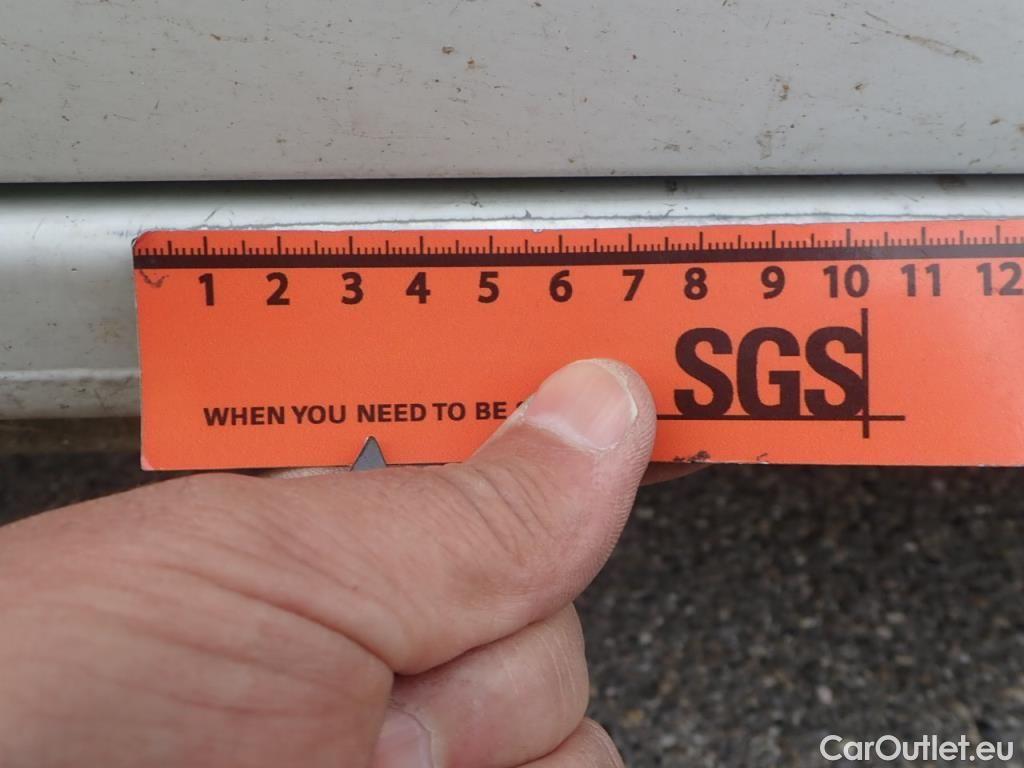 1 2 3 4 5 6 7 8 9 10 11 12
SGS
WHEN YOU NEED TO BE
CarOutlet.eu